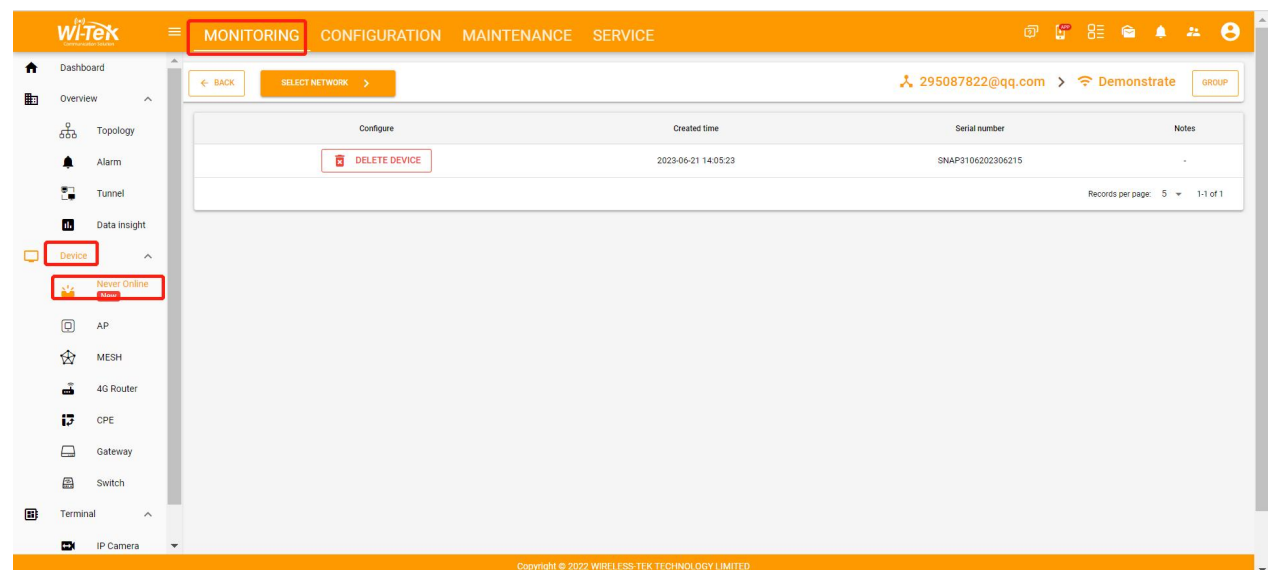 Wi-Tek
MONITORING CONFIGURATION MAINTENANCE SERVICE
APP
Dashboard
Overview
Topology
Alarm
Tunnel
Data insight
Device
Never Online
New
AP
MESH
4G Router
CPE
Gateway
Switch
Terminal
IP Camera
← BACK
SELECT NETWORK >
295087822@qq.com > Demonstrate
GROUP
Configure Created time Serial number Notes
DELETE DEVICE 2023-06-21 14:05:23 SNAP3106202306215 -
Records per page: 5 1-1 of 1
Copyright © 2022 WIRELESS-TEK TECHNOLOGY LIMITED